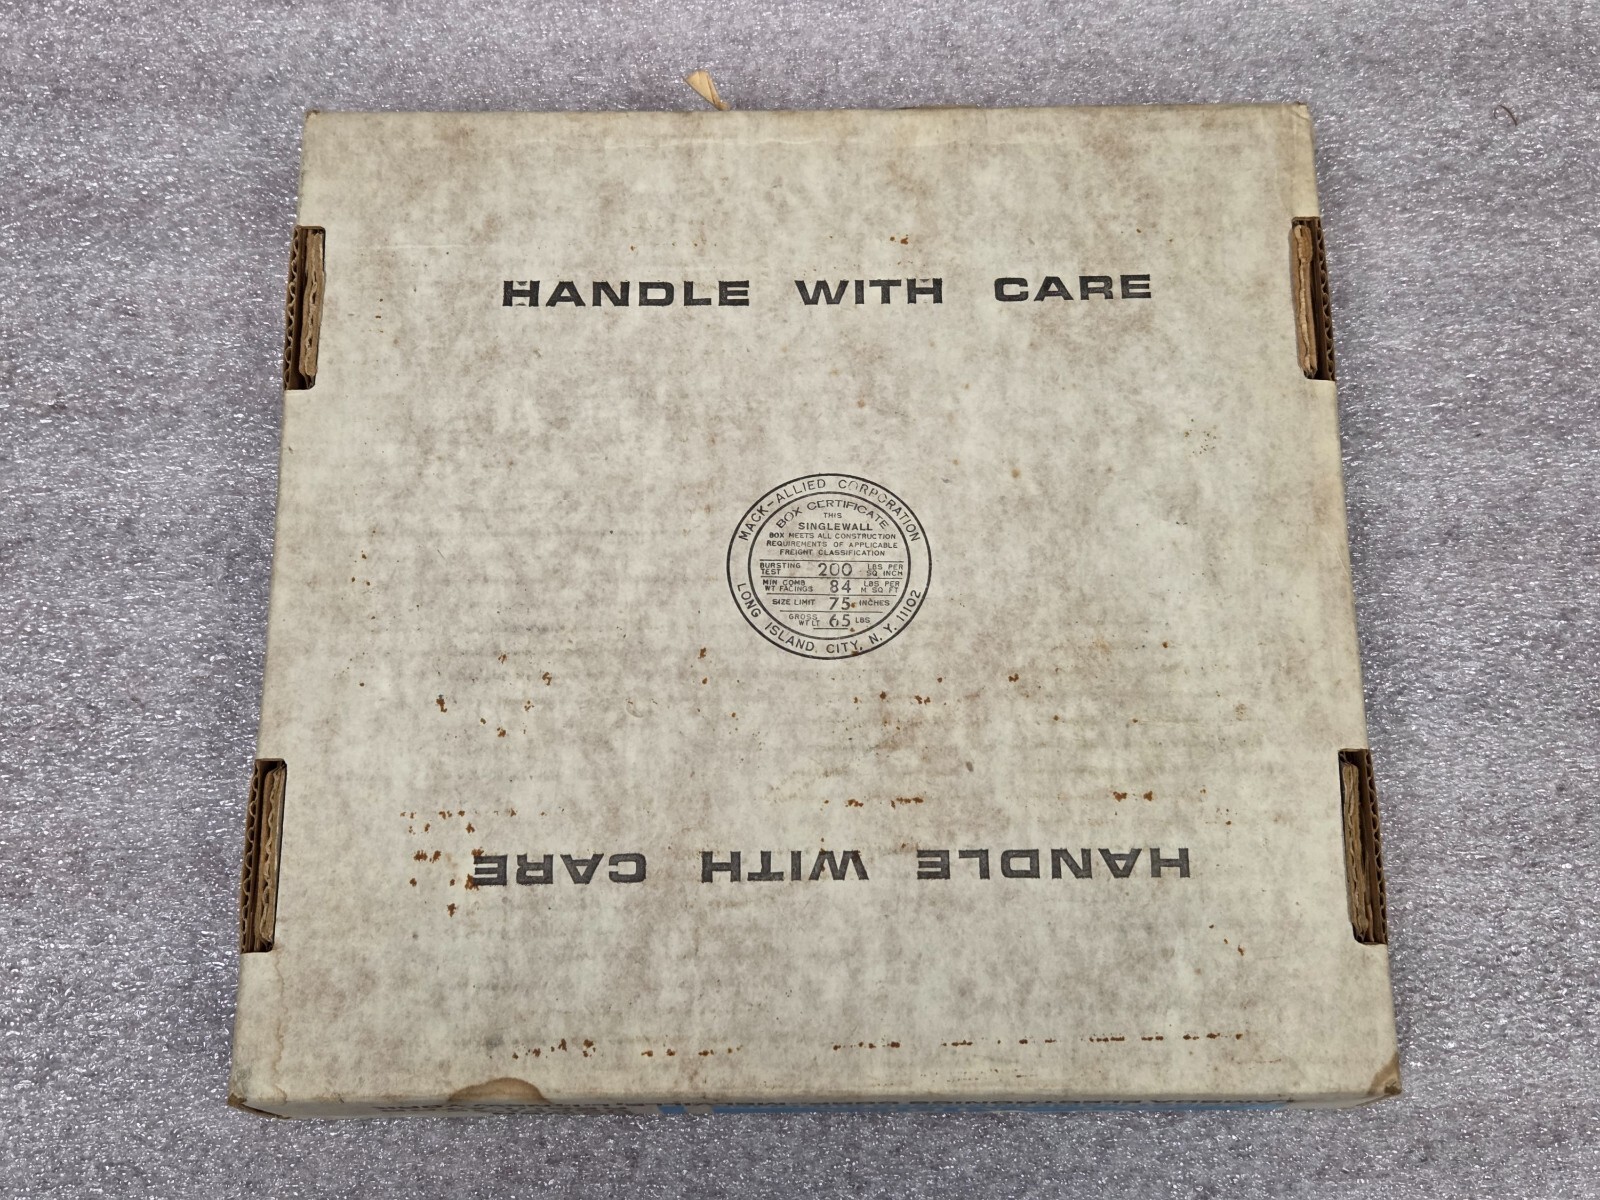 HANDLE WITH CARE
MACK-ALLIED CORPORATION
BOX CERTIFICATE
THIS
SINGLEWALL
BOX MEETS ALL CONSTRUCTION
REQUIREMENTS OF APPLICABLE
FREIGHT CLASSIFICATION
BURSTING TEST 200 LBS PER SQ INCH
MIN COMB WT FACINGS 84 LBS PER M SQ FT
SIZE LIMIT 75 INCHES
GROSS WT LT 65 LBS
LONG ISLAND CITY, N.Y. 11102
HANDLE WITH CARE